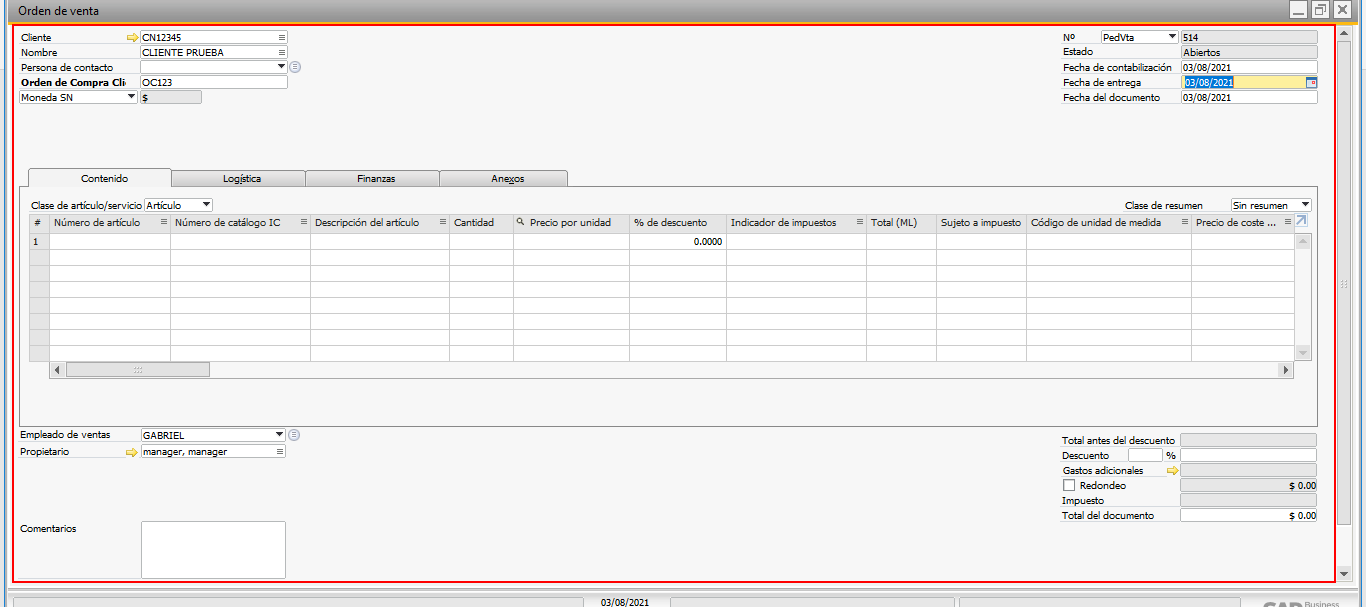 Orden de venta
Cliente CN12345
Nombre CLIENTE PRUEBA
Persona de contacto
Orden de Compra Cli OC123
Moneda SN $
Nº PedVta 514
Estado Abiertos
Fecha de contabilización 03/08/2021
Fecha de entrega 03/08/2021
Fecha del documento 03/08/2021
Contenido Logística Finanzas Anexos
Clase de artículo/servicio Artículo Clase de resumen Sin resumen
# Número de artículo Número de catálogo IC Descripción del artículo Cantidad Precio por unidad % de descuento Indicador de impuestos Total (ML) Sujeto a impuesto Código de unidad de medida Precio de coste ...
1 0.0000
Empleado de ventas GABRIEL
Propietario manager, manager
Comentarios
Total antes del descuento
Descuento %
Gastos adicionales
Redondeo $ 0.00
Impuesto
Total del documento $ 0.00
03/08/2021
Business